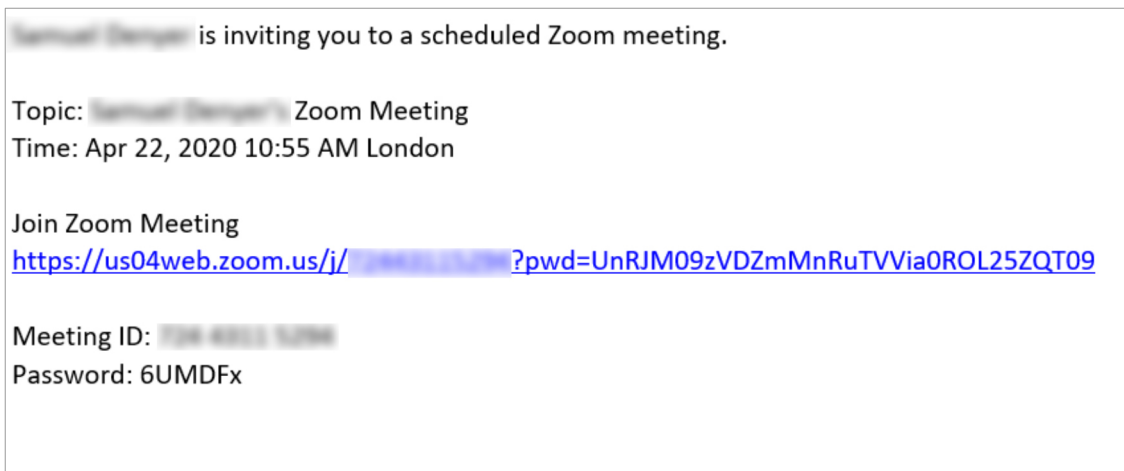 is inviting you to a scheduled Zoom meeting.
Topic: Zoom Meeting
Time: Apr 22, 2020 10:55 AM London
Join Zoom Meeting
https://us04web.zoom.us/j/ ?pwd=UnRJM09zVDZmMnRuTVVia0ROL25ZQT09
Meeting ID:
Password: 6UMDFx